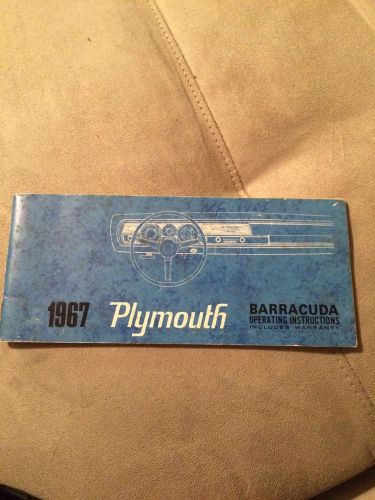 1967 Plymouth
BARRACUDA
OPERATING INSTRUCTIONS
INCLUDES WARRANTY